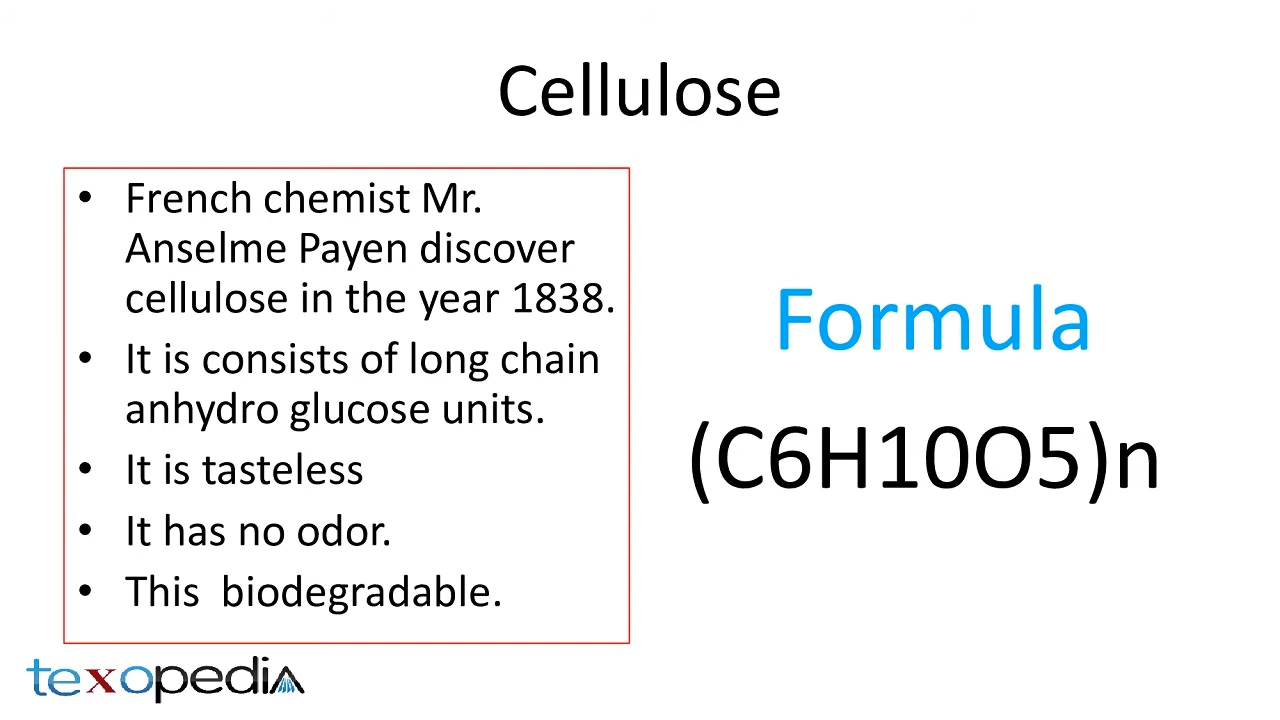 Cellulose
• French chemist Mr.
Anselme Payen discover
cellulose in the year 1838.
• It is consists of long chain
anhydro glucose units.
• It is tasteless
• It has no odor.
• This  biodegradable.
Formula
(C6H10O5)n
texopedia